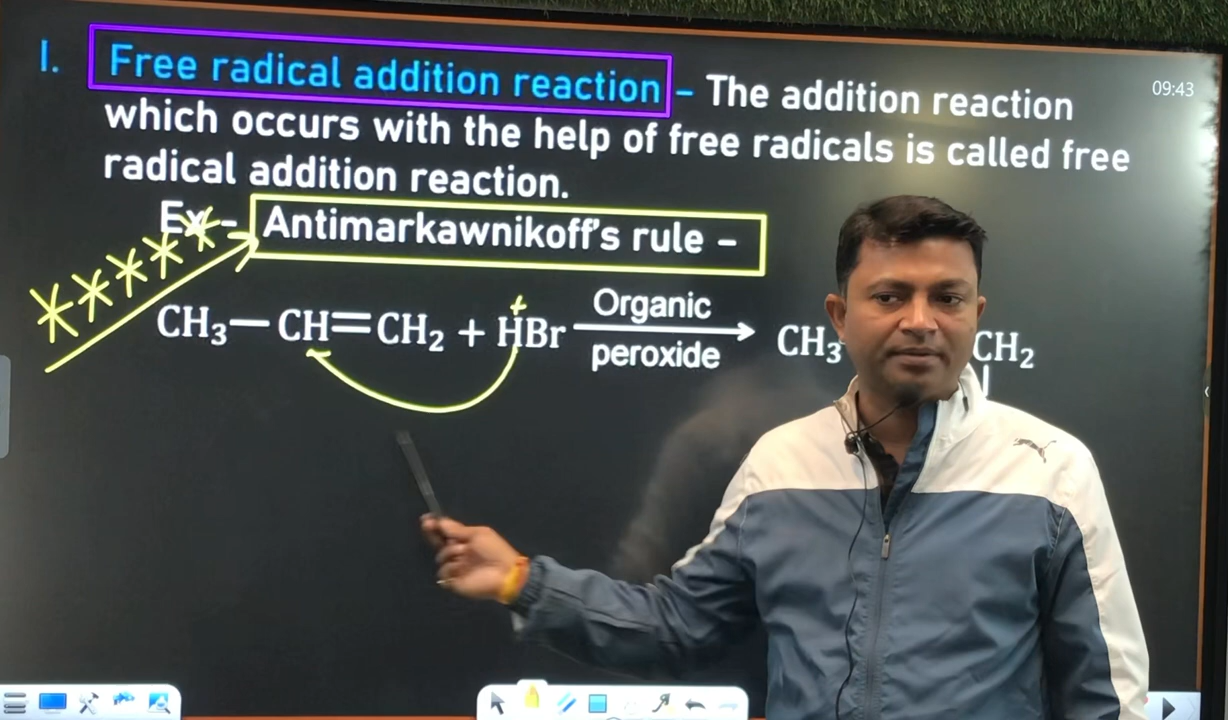 I. Free radical addition reaction – The addition reaction
09:43
which occurs with the help of free radicals is called free
radical addition reaction.
Ex – Antimarkawnikoff's rule –
CH₃ — CH = CH₂ + HBr Organic peroxide → CH₃ CH₂